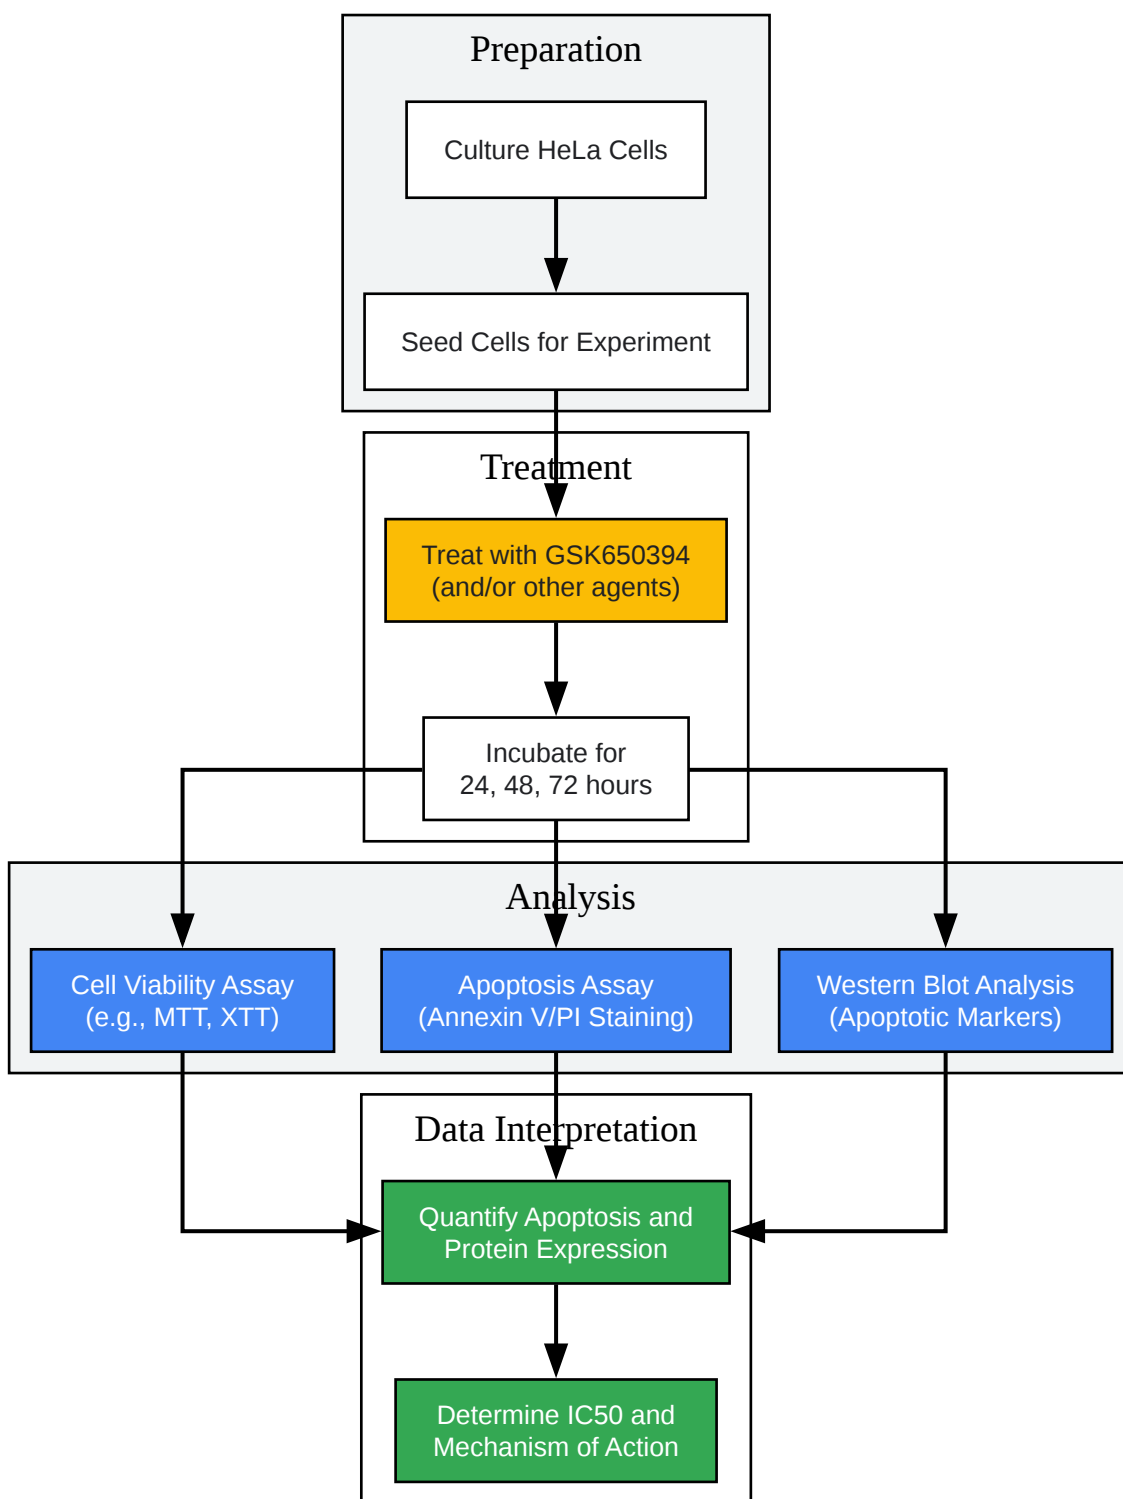 Preparation
Culture HeLa Cells
Seed Cells for Experiment
Treatment
Treat with GSK650394
(and/or other agents)
Incubate for
24, 48, 72 hours
Analysis
Cell Viability Assay
(e.g., MTT, XTT)
Apoptosis Assay
(Annexin V/PI Staining)
Western Blot Analysis
(Apoptotic Markers)
Data Interpretation
Quantify Apoptosis and
Protein Expression
Determine IC50 and
Mechanism of Action